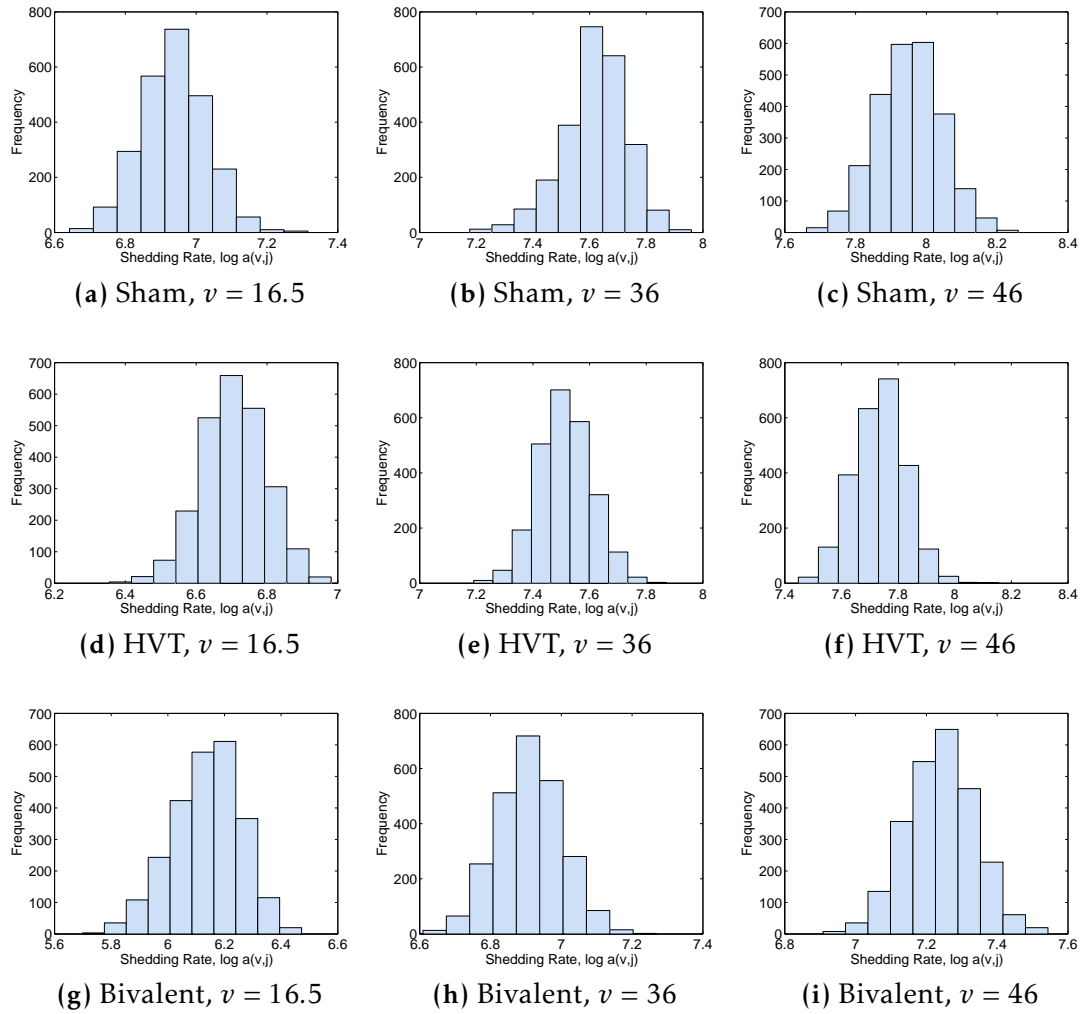 800
600
400
200
0
6.6 6.8 7 7.2 7.4
Frequency
Shedding Rate, log a(v,j)
(a) Sham, v = 16.5
800
600
400
200
0
7 7.2 7.4 7.6 7.8 8
Frequency
Shedding Rate, log a(v,j)
(b) Sham, v = 36
700
600
500
400
300
200
100
0
7.6 7.8 8 8.2 8.4
Frequency
Shedding Rate, log a(v,j)
(c) Sham, v = 46
700
600
500
400
300
200
100
0
6.2 6.4 6.6 6.8 7
Frequency
Shedding Rate, log a(v,j)
(d) HVT, v = 16.5
800
600
400
200
0
7 7.2 7.4 7.6 7.8 8
Frequency
Shedding Rate, log a(v,j)
(e) HVT, v = 36
800
600
400
200
0
7.4 7.6 7.8 8 8.2 8.4
Frequency
Shedding Rate, log a(v,j)
(f) HVT, v = 46
700
600
500
400
300
200
100
0
5.6 5.8 6 6.2 6.4 6.6
Frequency
Shedding Rate, log a(v,j)
(g) Bivalent, v = 16.5
800
600
400
200
0
6.6 6.8 7 7.2 7.4
Frequency
Shedding Rate, log a(v,j)
(h) Bivalent, v = 36
700
600
500
400
300
200
100
0
6.8 7 7.2 7.4 7.6
Frequency
Shedding Rate, log a(v,j)
(i) Bivalent, v = 46